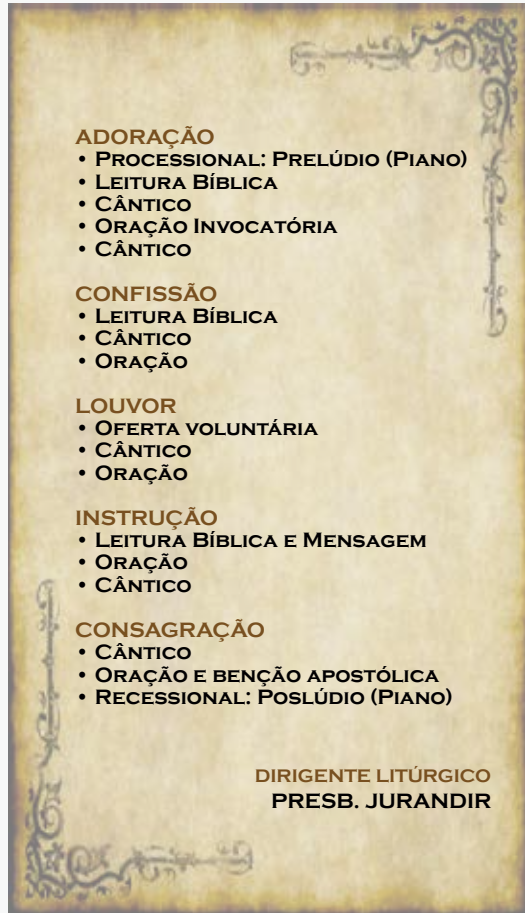 ADORAÇÃO
• PROCESSIONAL: PRELÚDIO (PIANO)
• LEITURA BÍBLICA
• CÂNTICO
• ORAÇÃO INVOCATÓRIA
• CÂNTICO
CONFISSÃO
• LEITURA BÍBLICA
• CÂNTICO
• ORAÇÃO
LOUVOR
• OFERTA VOLUNTÁRIA
• CÂNTICO
• ORAÇÃO
INSTRUÇÃO
• LEITURA BÍBLICA E MENSAGEM
• ORAÇÃO
• CÂNTICO
CONSAGRAÇÃO
• CÂNTICO
• ORAÇÃO E BENÇÃO APOSTÓLICA
• RECESSIONAL: POSLÚDIO (PIANO)
DIRIGENTE LITÚRGICO
PRESB. JURANDIR